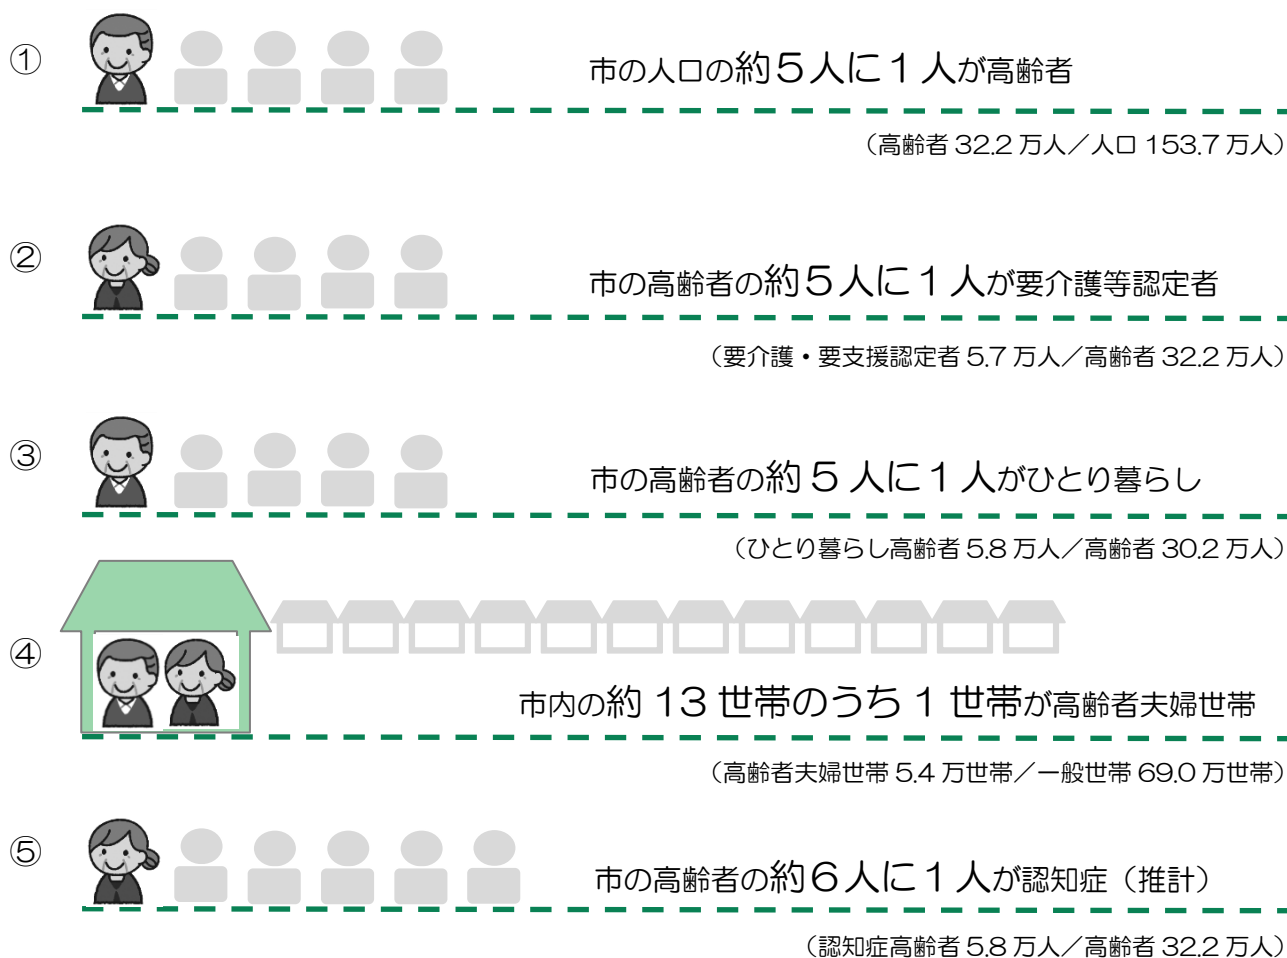 ① 市の人口の約5人に1人が高齢者
（高齢者 32.2 万人／人口 153.7 万人）
② 市の高齢者の約5人に1人が要介護等認定者
（要介護・要支援認定者 5.7 万人／高齢者 32.2 万人）
③ 市の高齢者の約5人に1人がひとり暮らし
（ひとり暮らし高齢者 5.8 万人／高齢者 30.2 万人）
④ 市内の約 13 世帯のうち 1 世帯が高齢者夫婦世帯
（高齢者夫婦世帯 5.4 万世帯／一般世帯 69.0 万世帯）
⑤ 市の高齢者の約6人に1人が認知症（推計）
（認知症高齢者 5.8 万人／高齢者 32.2 万人）